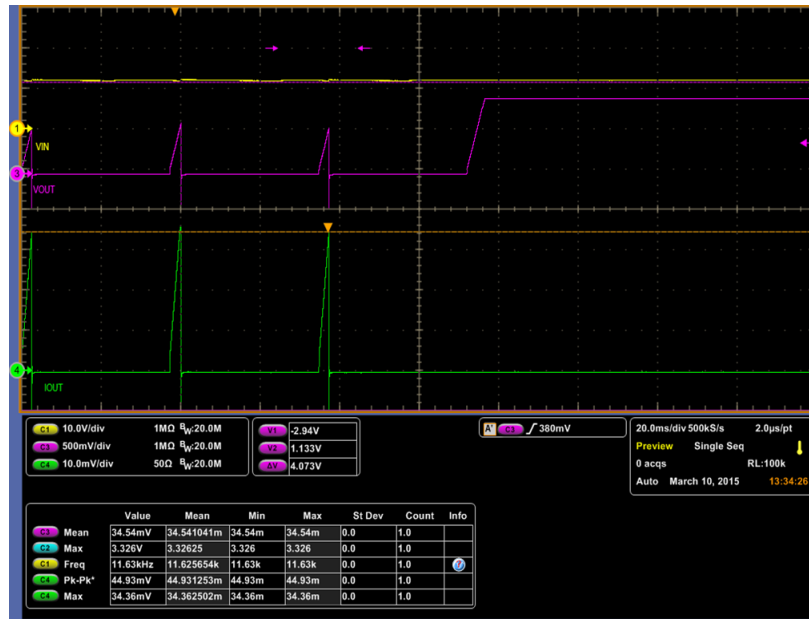 1
VIN
3
VOUT
4
IOUT
C1 10.0V/div 1MΩ BW:20.0M
C3 500mV/div 1MΩ BW:20.0M
C4 10.0mV/div 50Ω BW:20.0M
V1 -2.94V
V2 1.133V
ΔV 4.073V
A' C3 380mV
20.0ms/div 500kS/s 2.0µs/pt
Preview Single Seq
0 acqs RL:100k
Auto March 10, 2015 13:34:26
Value Mean Min Max St Dev Count Info
C3 Mean 34.54mV 34.541041m 34.54m 34.54m 0.0 1.0
C2 Max 3.326V 3.32625 3.326 3.326 0.0 1.0
C1 Freq 11.63kHz 11.625654k 11.63k 11.63k 0.0 1.0
C4 Pk-Pk* 44.93mV 44.931253m 44.93m 44.93m 0.0 1.0
C4 Max 34.36mV 34.362502m 34.36m 34.36m 0.0 1.0